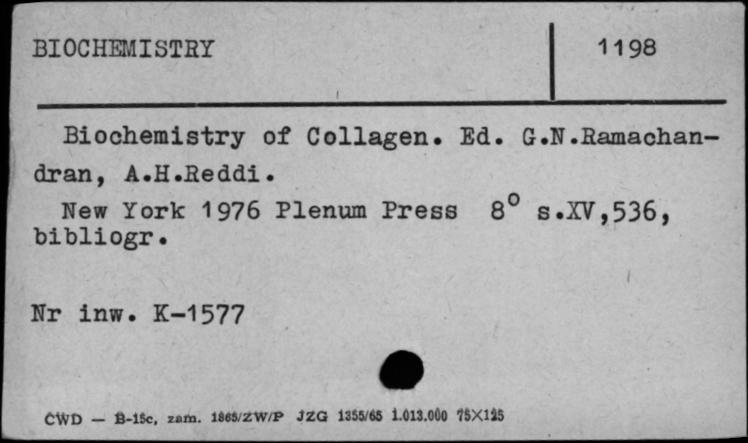 BIOCHEMISTRY
1198
Biochemistry of Collagen. Ed. G.N.Ramachan-
dran, A.H.Reddi.
New York 1976 Plenum Press 8° s.XV,536,
bibliogr.
Nr inw. K-1577
CWD — B-15c, zam. 1865/ZW/P JZG 1355/65 1.013.000 75X125